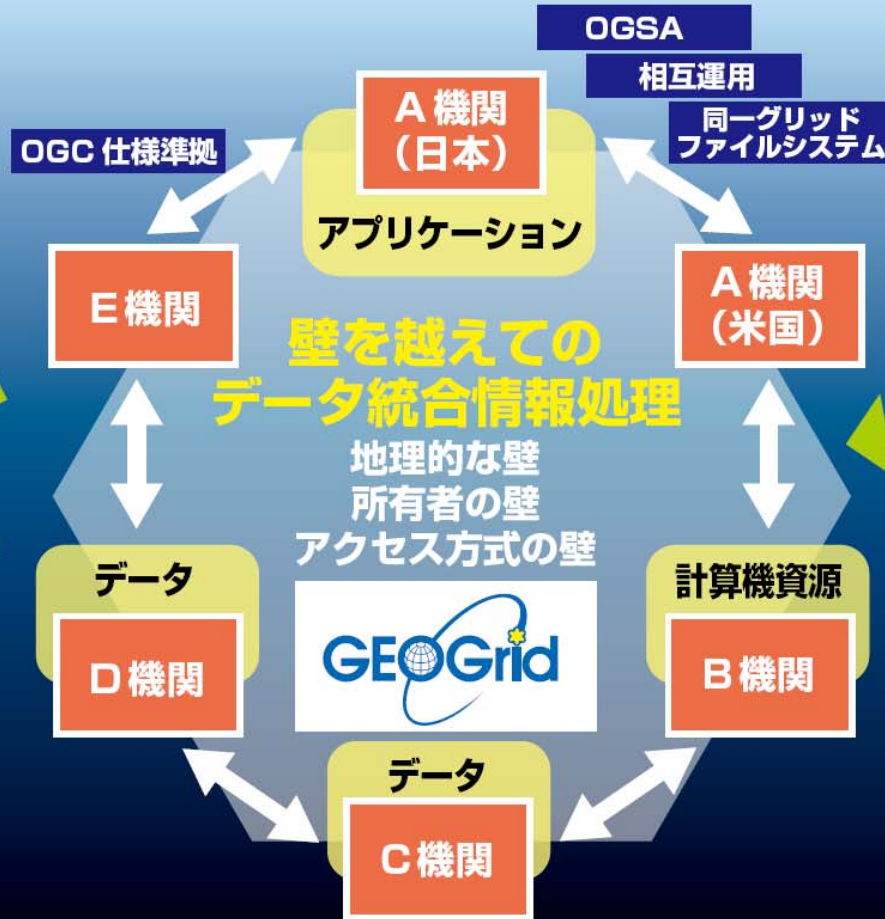 OGSA
相互運用
同一グリッド
ファイルシステム
OGC 仕様準拠
A 機関
（日本）
アプリケーション
E 機関
A 機関
（米国）
壁を越えての
データ統合情報処理
地理的な壁
所有者の壁
アクセス方式の壁
データ
D 機関
計算機資源
B 機関
GEOGrid
データ
C 機関